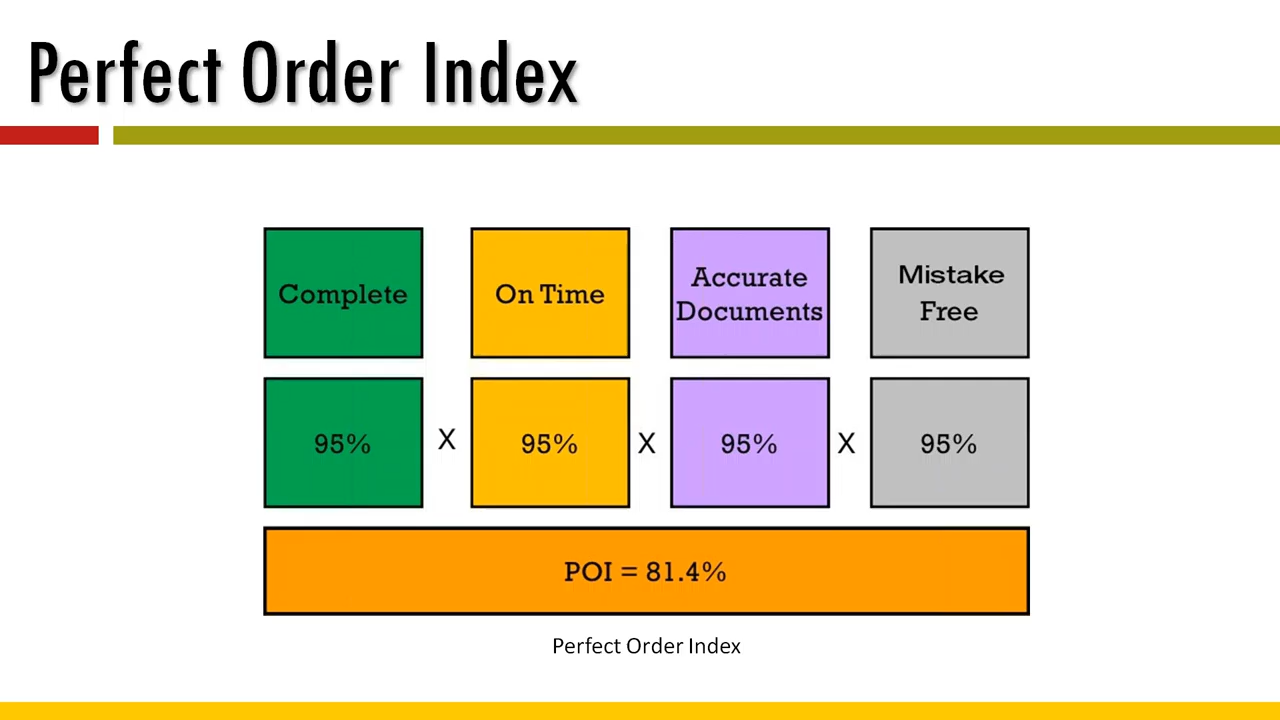 Perfect Order Index
Complete
On Time
Accurate
Documents
Mistake
Free
95% X 95% X 95% X 95%
POI = 81.4%
Perfect Order Index